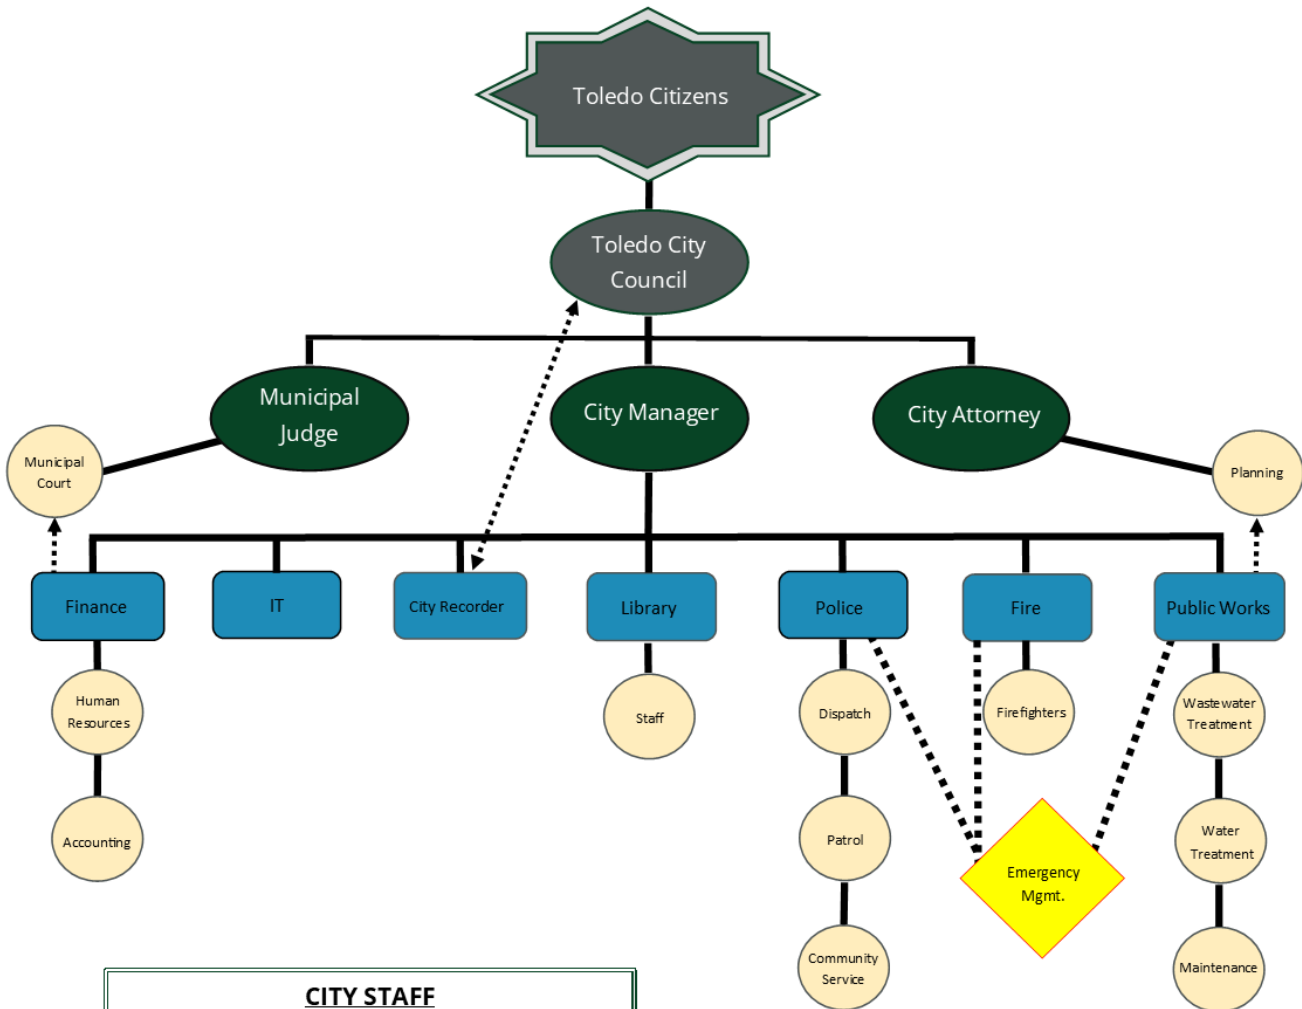 Toledo Citizens
Toledo City
Council
Municipal
Judge
City Manager
City Attorney
Municipal
Court
Planning
Finance
IT
City Recorder
Library
Police
Fire
Public Works
Human
Resources
Staff
Dispatch
Firefighters
Wastewater
Treatment
Accounting
Patrol
Water
Treatment
Emergency
Mgmt.
Community
Service
Maintenance
CITY STAFF